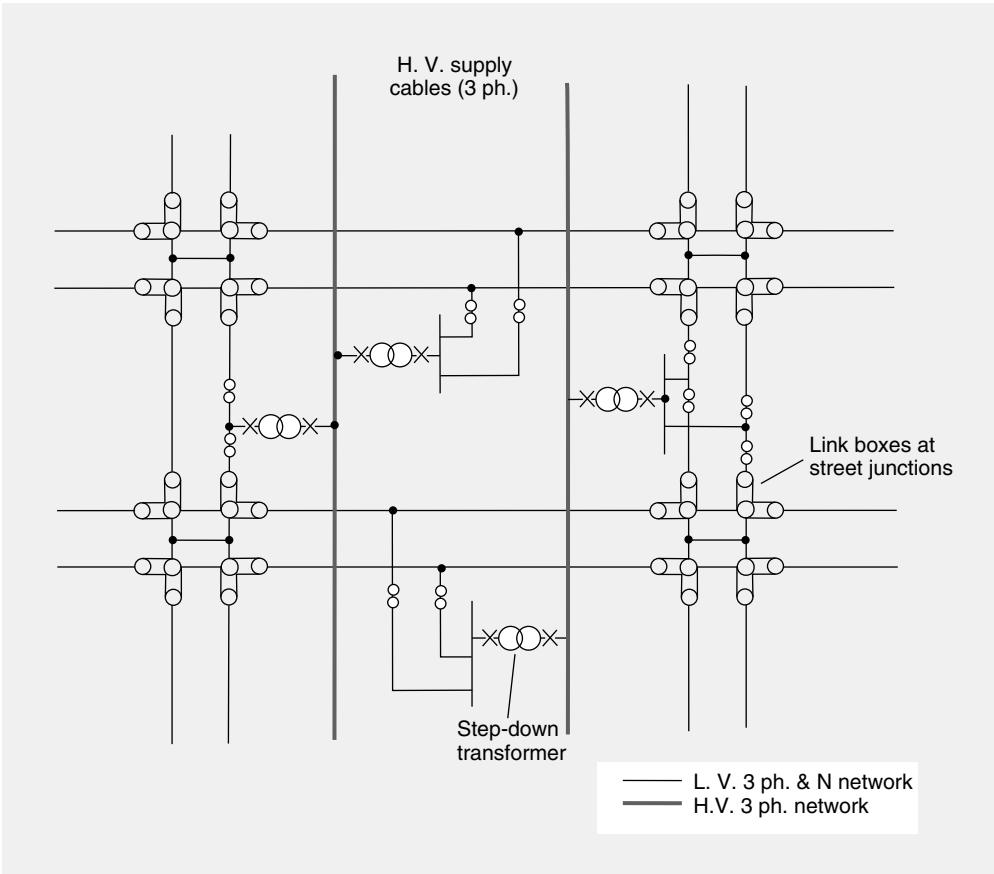 H. V. supply
cables (3 ph.)
Link boxes at
street junctions
Step-down
transformer
L. V. 3 ph. & N network
H.V. 3 ph. network